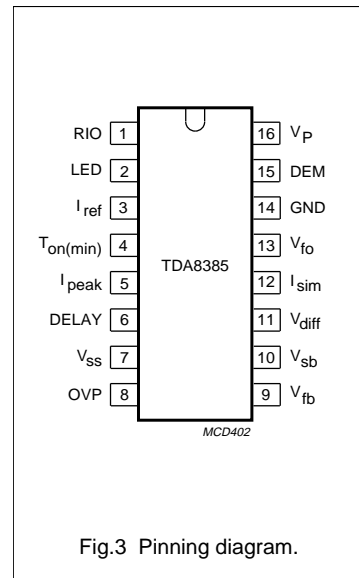 RIO 1 16 VP
LED 2 15 DEM
Iref 3 14 GND
Ton(min) 4 13 Vfo
TDA8385
Ipeak 5 12 Isim
DELAY 6 11 Vdiff
Vss 7 10 Vsb
OVP 8 9 Vfb
MCD402
Fig.3 Pinning diagram.